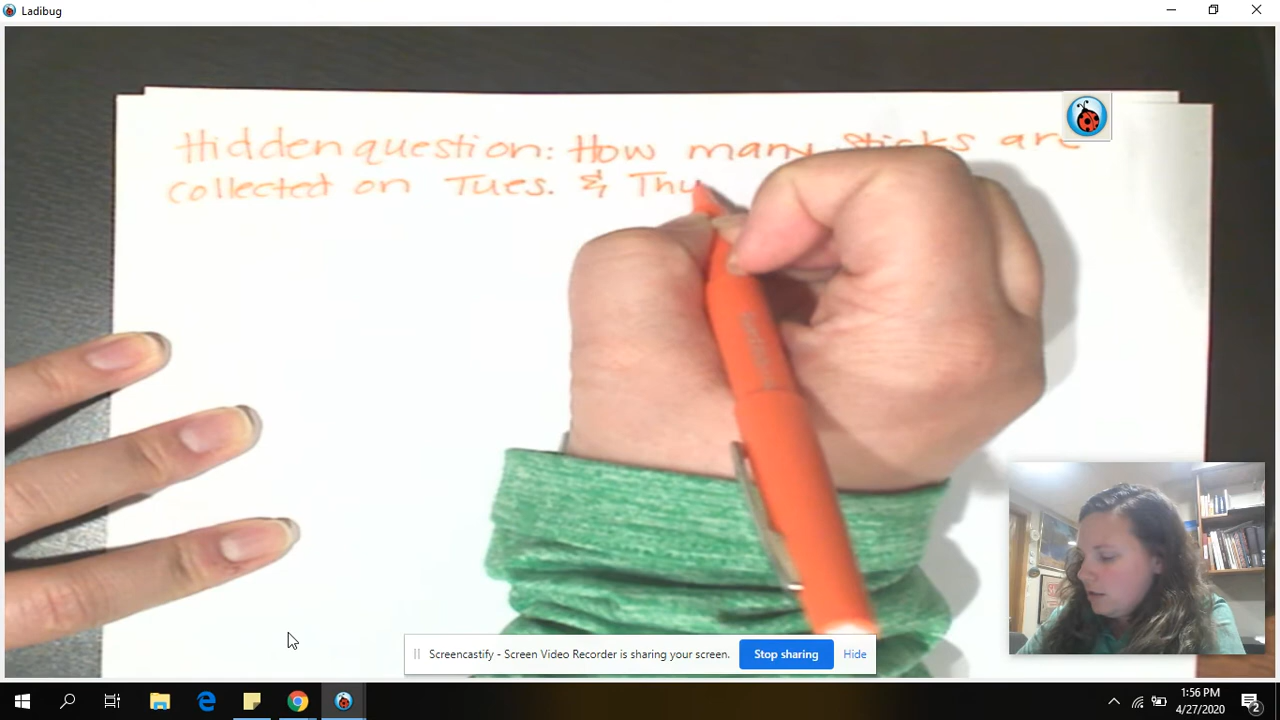 Ladibug
Hidden question: How many sticks are
collected on Tues. & Thu
Screencastify - Screen Video Recorder is sharing your screen.
Stop sharing
Hide
1:56 PM
4/27/2020
2